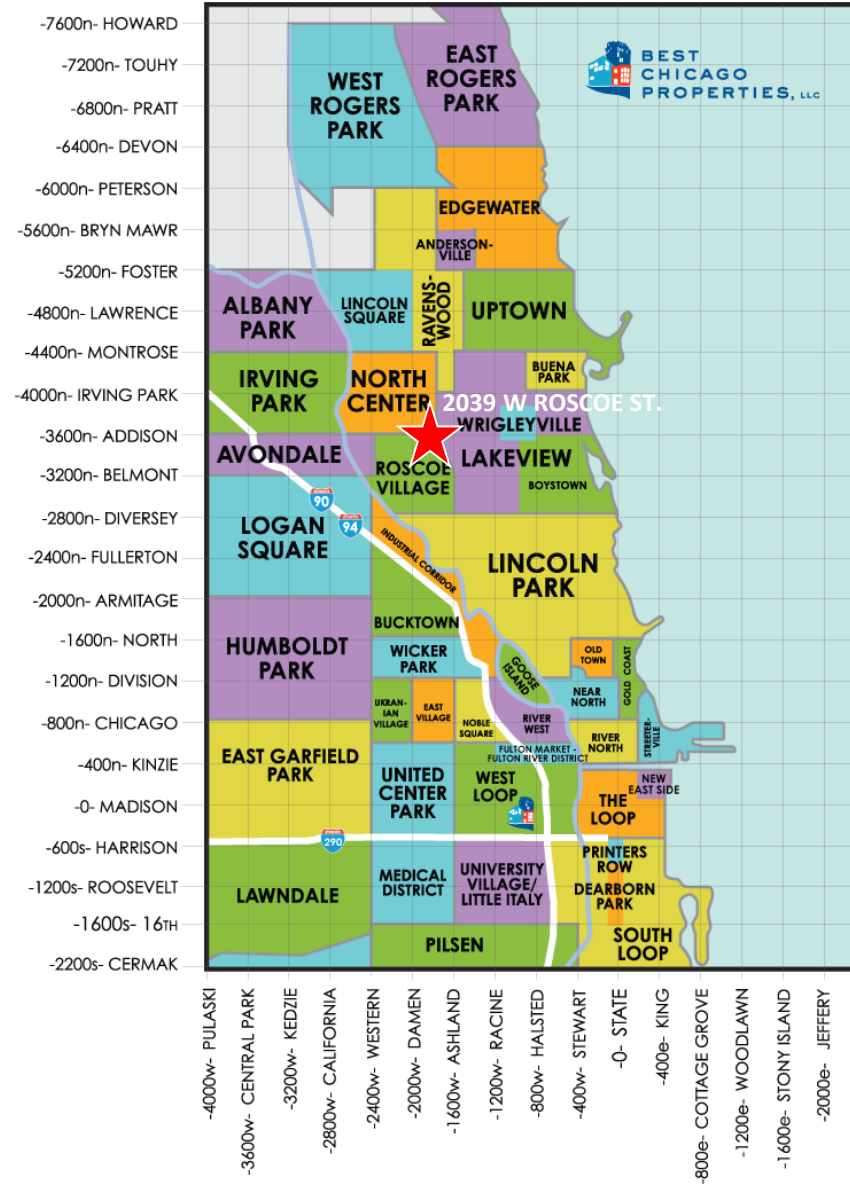 -7600n- HOWARD
-7200n- TOUHY
-6800n- PRATT
-6400n- DEVON
-6000n- PETERSON
-5600n- BRYN MAWR
-5200n- FOSTER
-4800n- LAWRENCE
-4400n- MONTROSE
-4000n- IRVING PARK
-3600n- ADDISON
-3200n- BELMONT
-2800n- DIVERSEY
-2400n- FULLERTON
-2000n- ARMITAGE
-1600n- NORTH
-1200n- DIVISION
-800n- CHICAGO
-400n- KINZIE
-0- MADISON
-600s- HARRISON
-1200s- ROOSEVELT
-1600s- 16TH
-2200s- CERMAK
BEST
CHICAGO
PROPERTIES, LLC
WEST
ROGERS
PARK
EAST
ROGERS
PARK
EDGEWATER
ANDERSON-
VILLE
ALBANY
PARK
LINCOLN
SQUARE
RAVENS-
WOOD
UPTOWN
IRVING
PARK
NORTH
CENTER
BUENA
PARK
2039 W ROSCOE ST.
WRIGLEYVILLE
AVONDALE
ROSCOE
VILLAGE
LAKEVIEW
BOYSTOWN
90
94
LOGAN
SQUARE
INDUSTRIAL CORRIDOR
LINCOLN
PARK
BUCKTOWN
HUMBOLDT
PARK
WICKER
PARK
GOOSE
ISLAND
OLD
TOWN
GOLD COAST
NEAR
NORTH
UKRAN-
IAN
VILLAGE
EAST
VILLAGE
NOBLE
SQUARE
RIVER
WEST
RIVER
NORTH
STREETER-
VILLE
FULTON MARKET -
FULTON RIVER DISTRICT
EAST GARFIELD
PARK
UNITED
CENTER
PARK
WEST
LOOP
NEW
EAST SIDE
THE
LOOP
290
PRINTERS
ROW
LAWNDALE
MEDICAL
DISTRICT
UNIVERSITY
VILLAGE/
LITTLE ITALY
DEARBORN
PARK
PILSEN
SOUTH
LOOP
-4000w- PULASKI
-3600w- CENTRAL PARK
-3200w- KEDZIE
-2800w- CALIFORNIA
-2400w- WESTERN
-2000w- DAMEN
-1600w- ASHLAND
-1200w- RACINE
-800w- HALSTED
-400w- STEWART
-0- STATE
-400e- KING
-800e- COTTAGE GROVE
-1200e- WOODLAWN
-1600e- STONY ISLAND
-2000e- JEFFERY